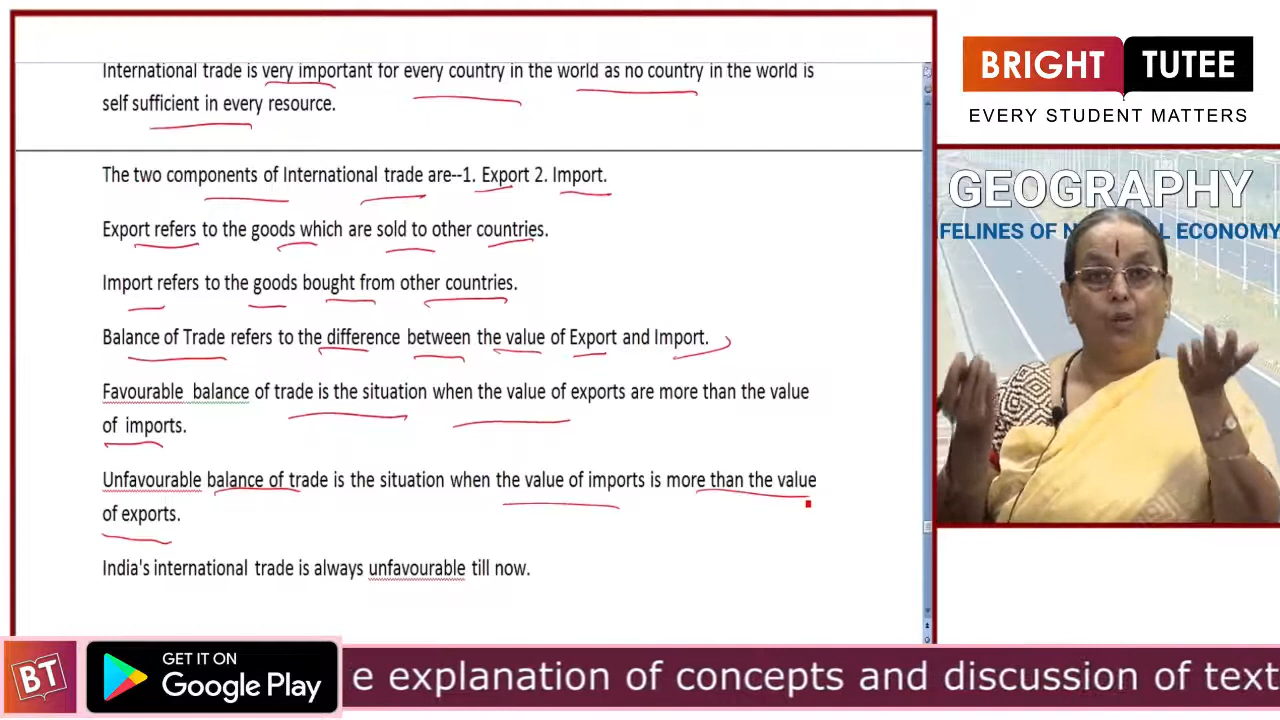 International trade is very important for every country in the world as no country in the world is
self sufficient in every resource.
The two components of International trade are--1. Export 2. Import.
Export refers to the goods which are sold to other countries.
Import refers to the goods bought from other countries.
Balance of Trade refers to the difference between the value of Export and Import.
Favourable balance of trade is the situation when the value of exports are more than the value
of imports.
Unfavourable balance of trade is the situation when the value of imports is more than the value
of exports.
India's international trade is always unfavourable till now.
BRIGHT TUTEE
EVERY STUDENT MATTERS
GEOGRAPHY
FELINES OF N L ECONOMY
BT
GET IT ON
Google Play
e explanation of concepts and discussion of text